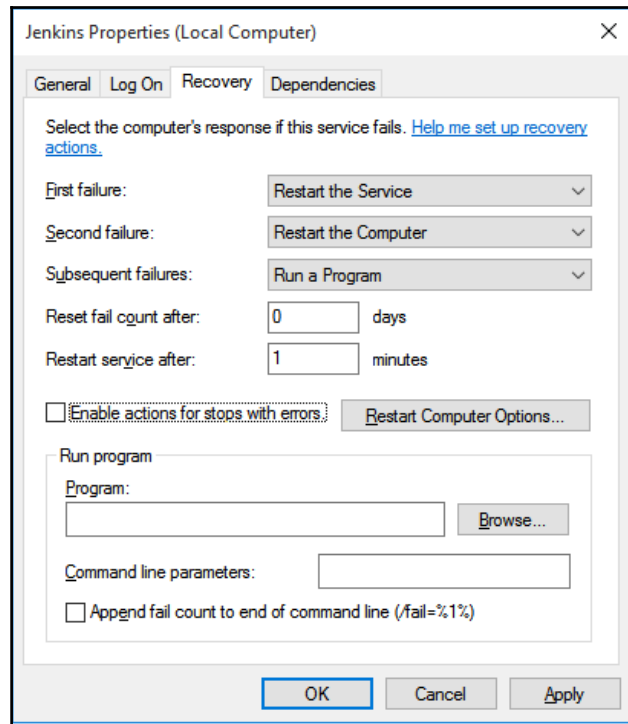 Jenkins Properties (Local Computer)
General Log On Recovery Dependencies
Select the computer's response if this service fails. Help me set up recovery
actions.
First failure: Restart the Service
Second failure: Restart the Computer
Subsequent failures: Run a Program
Reset fail count after: 0 days
Restart service after: 1 minutes
Enable actions for stops with errors. Restart Computer Options...
Run program
Program:
Browse...
Command line parameters:
Append fail count to end of command line (/fail=%1%)
OK Cancel Apply